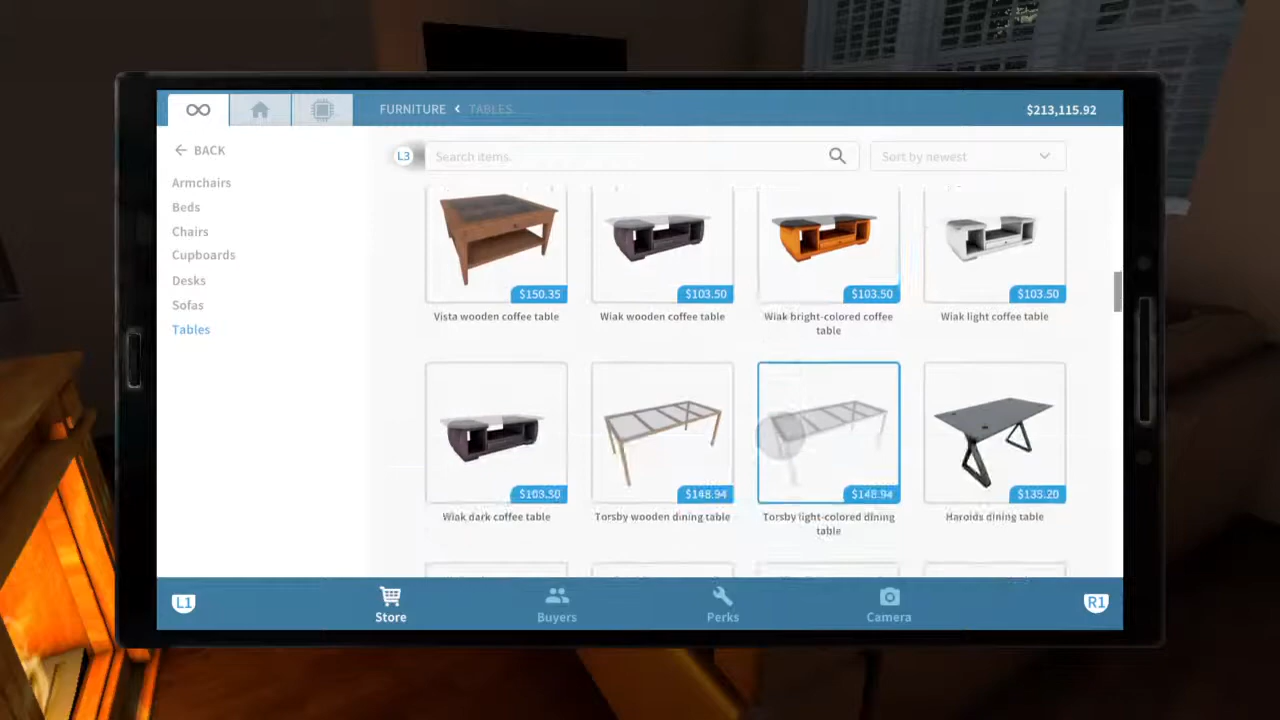 FURNITURE < TABLES
$213,115.92
BACK
Armchairs
Beds
Chairs
Cupboards
Desks
Sofas
Tables
L3
Search items.
Sort by newest
$150.35
$103.50
$103.50
$103.50
Vista wooden coffee table
Wiak wooden coffee table
Wiak bright-colored coffee
table
Wiak light coffee table
$103.50
$148.94
$148.94
$135.20
Wiak dark coffee table
Torsby wooden dining table
Torsby light-colored dining
table
Haroids dining table
L1
Store
Buyers
Perks
Camera
R1